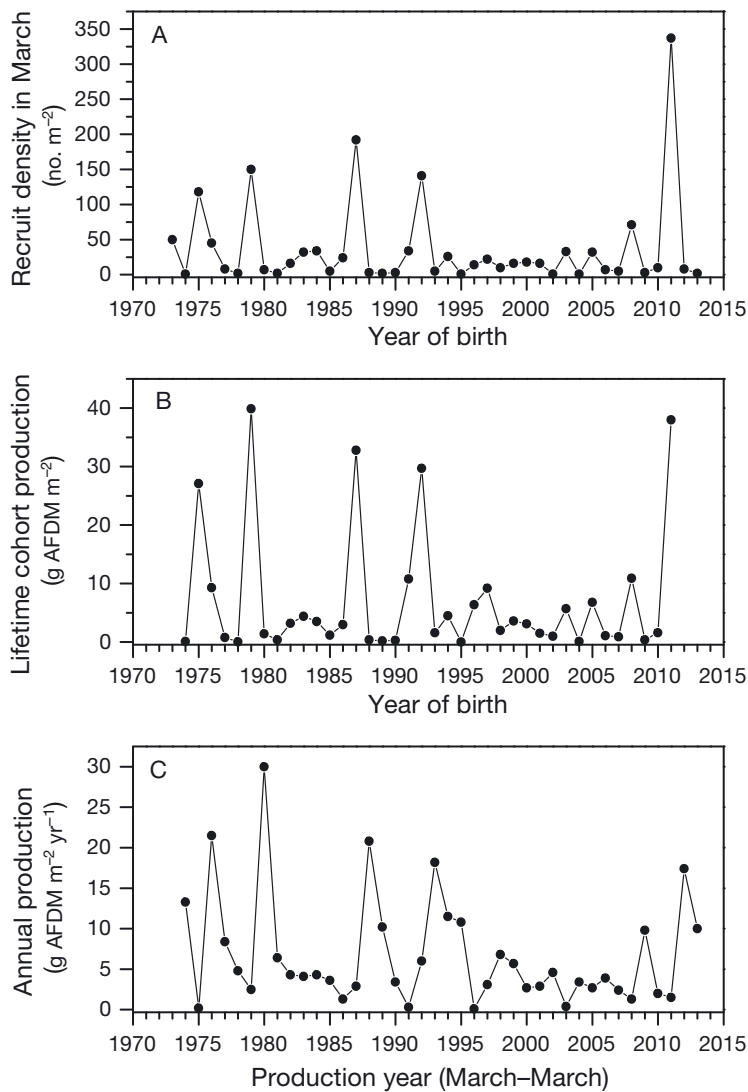 A
Recruit density in March
(no. m⁻²)
350
300
250
200
150
100
50
0
1970 1975 1980 1985 1990 1995 2000 2005 2010 2015
Year of birth
B
Lifetime cohort production
(g AFDM m⁻²)
40
30
20
10
0
1970 1975 1980 1985 1990 1995 2000 2005 2010 2015
Year of birth
C
Annual production
(g AFDM m⁻² yr⁻¹)
30
25
20
15
10
5
0
1970 1975 1980 1985 1990 1995 2000 2005 2010 2015
Production year (March–March)